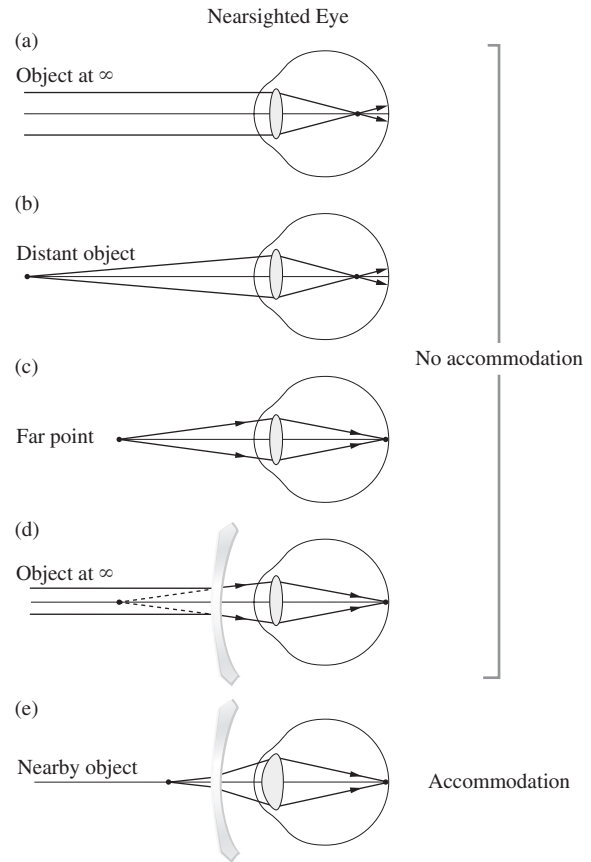 Nearsighted Eye
(a)
Object at ∞
(b)
Distant object
No accommodation
(c)
Far point
(d)
Object at ∞
(e)
Nearby object
Accommodation